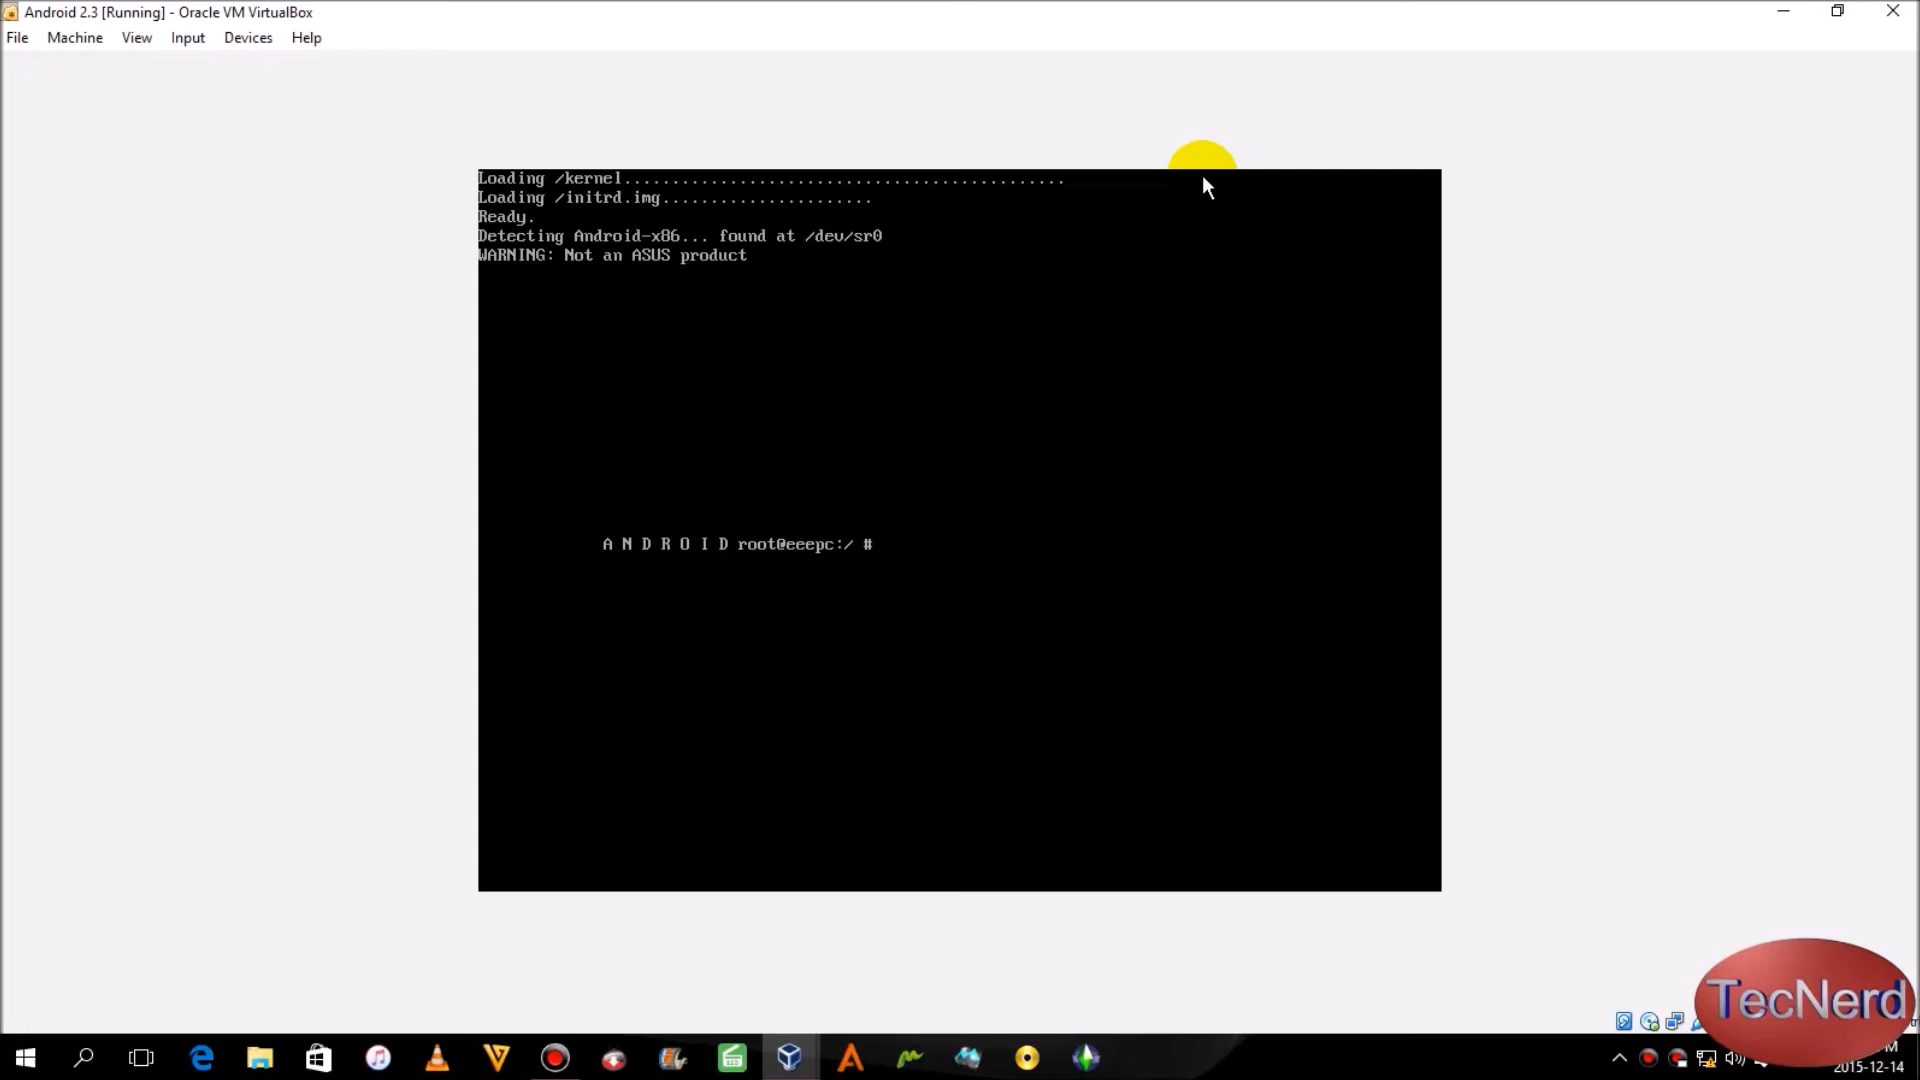 Android 2.3 [Running] - Oracle VM VirtualBox
File Machine View Input Devices Help
Loading /kernel..............................................
Loading /initrd.img......................
Ready.
Detecting Android-x86... found at /dev/sr0
WARNING: Not an ASUS product
A N D R O I D root@eeepc:/ #
TecNerd
2015-12-14